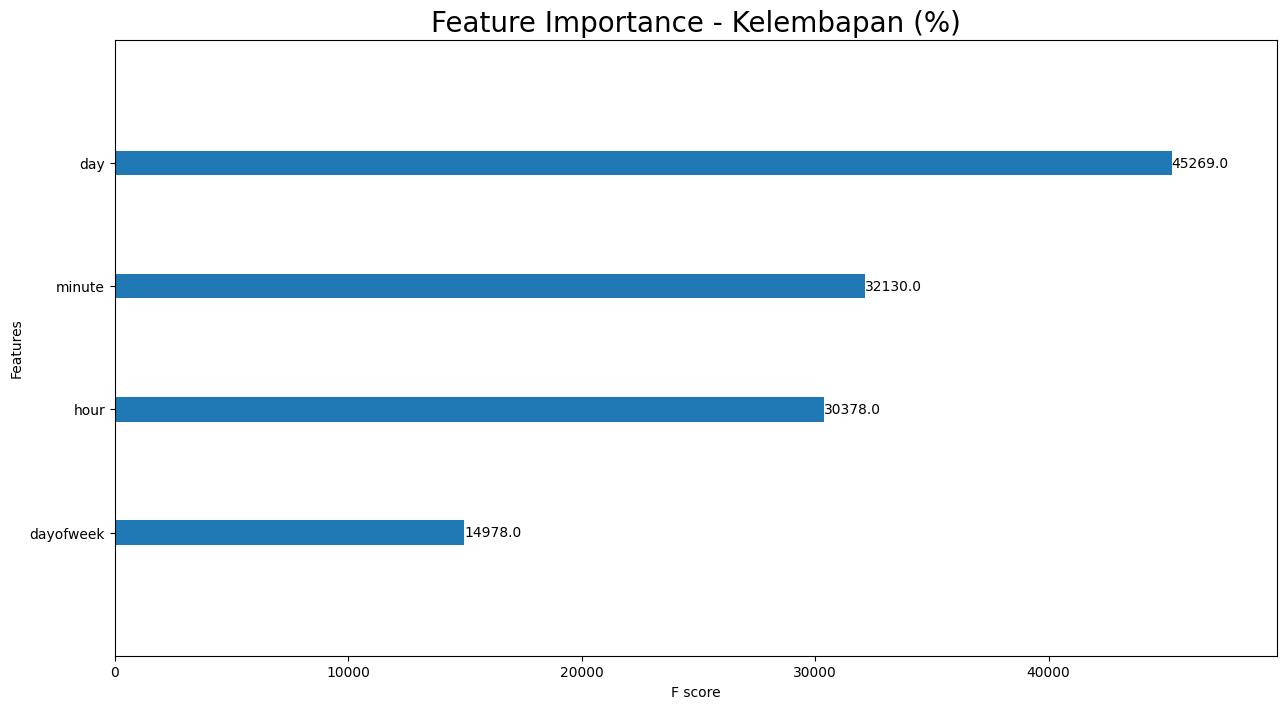 Feature Importance - Kelembapan (%)
Features
day
45269.0
minute
32130.0
hour
30378.0
dayofweek
14978.0
0 10000 20000 30000 40000
F score